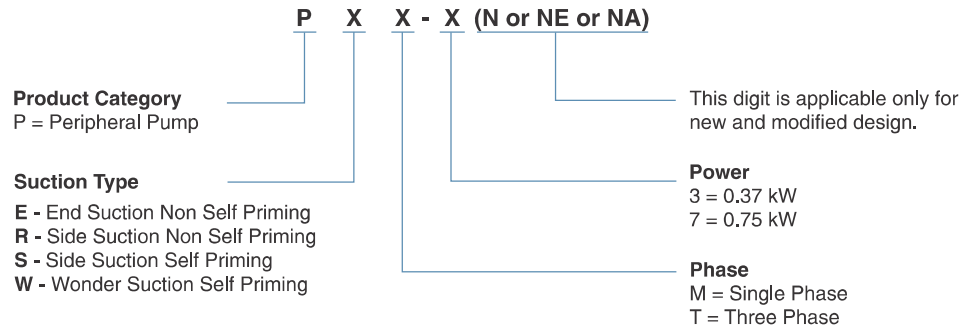 P X X - X (N or NE or NA)
Product Category
P = Peripheral Pump
This digit is applicable only for
new and modified design.
Suction Type
E - End Suction Non Self Priming
R - Side Suction Non Self Priming
S - Side Suction Self Priming
W - Wonder Suction Self Priming
Power
3 = 0.37 kW
7 = 0.75 kW
Phase
M = Single Phase
T = Three Phase